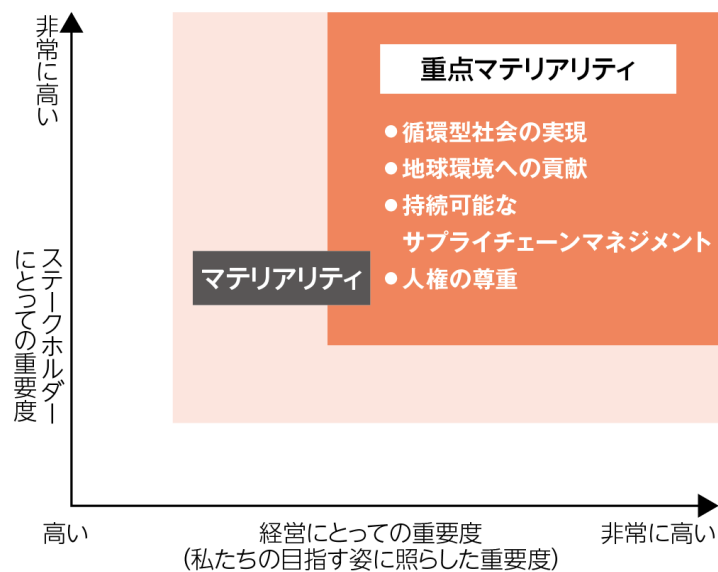 非常に高い
ステークホルダー
にとっての重要度
重点マテリアリティ
●循環型社会の実現
●地球環境への貢献
●持続可能な
サプライチェーンマネジメント
●人権の尊重
マテリアリティ
高い
経営にとっての重要度
(私たちの目指す姿に照らした重要度)
非常に高い